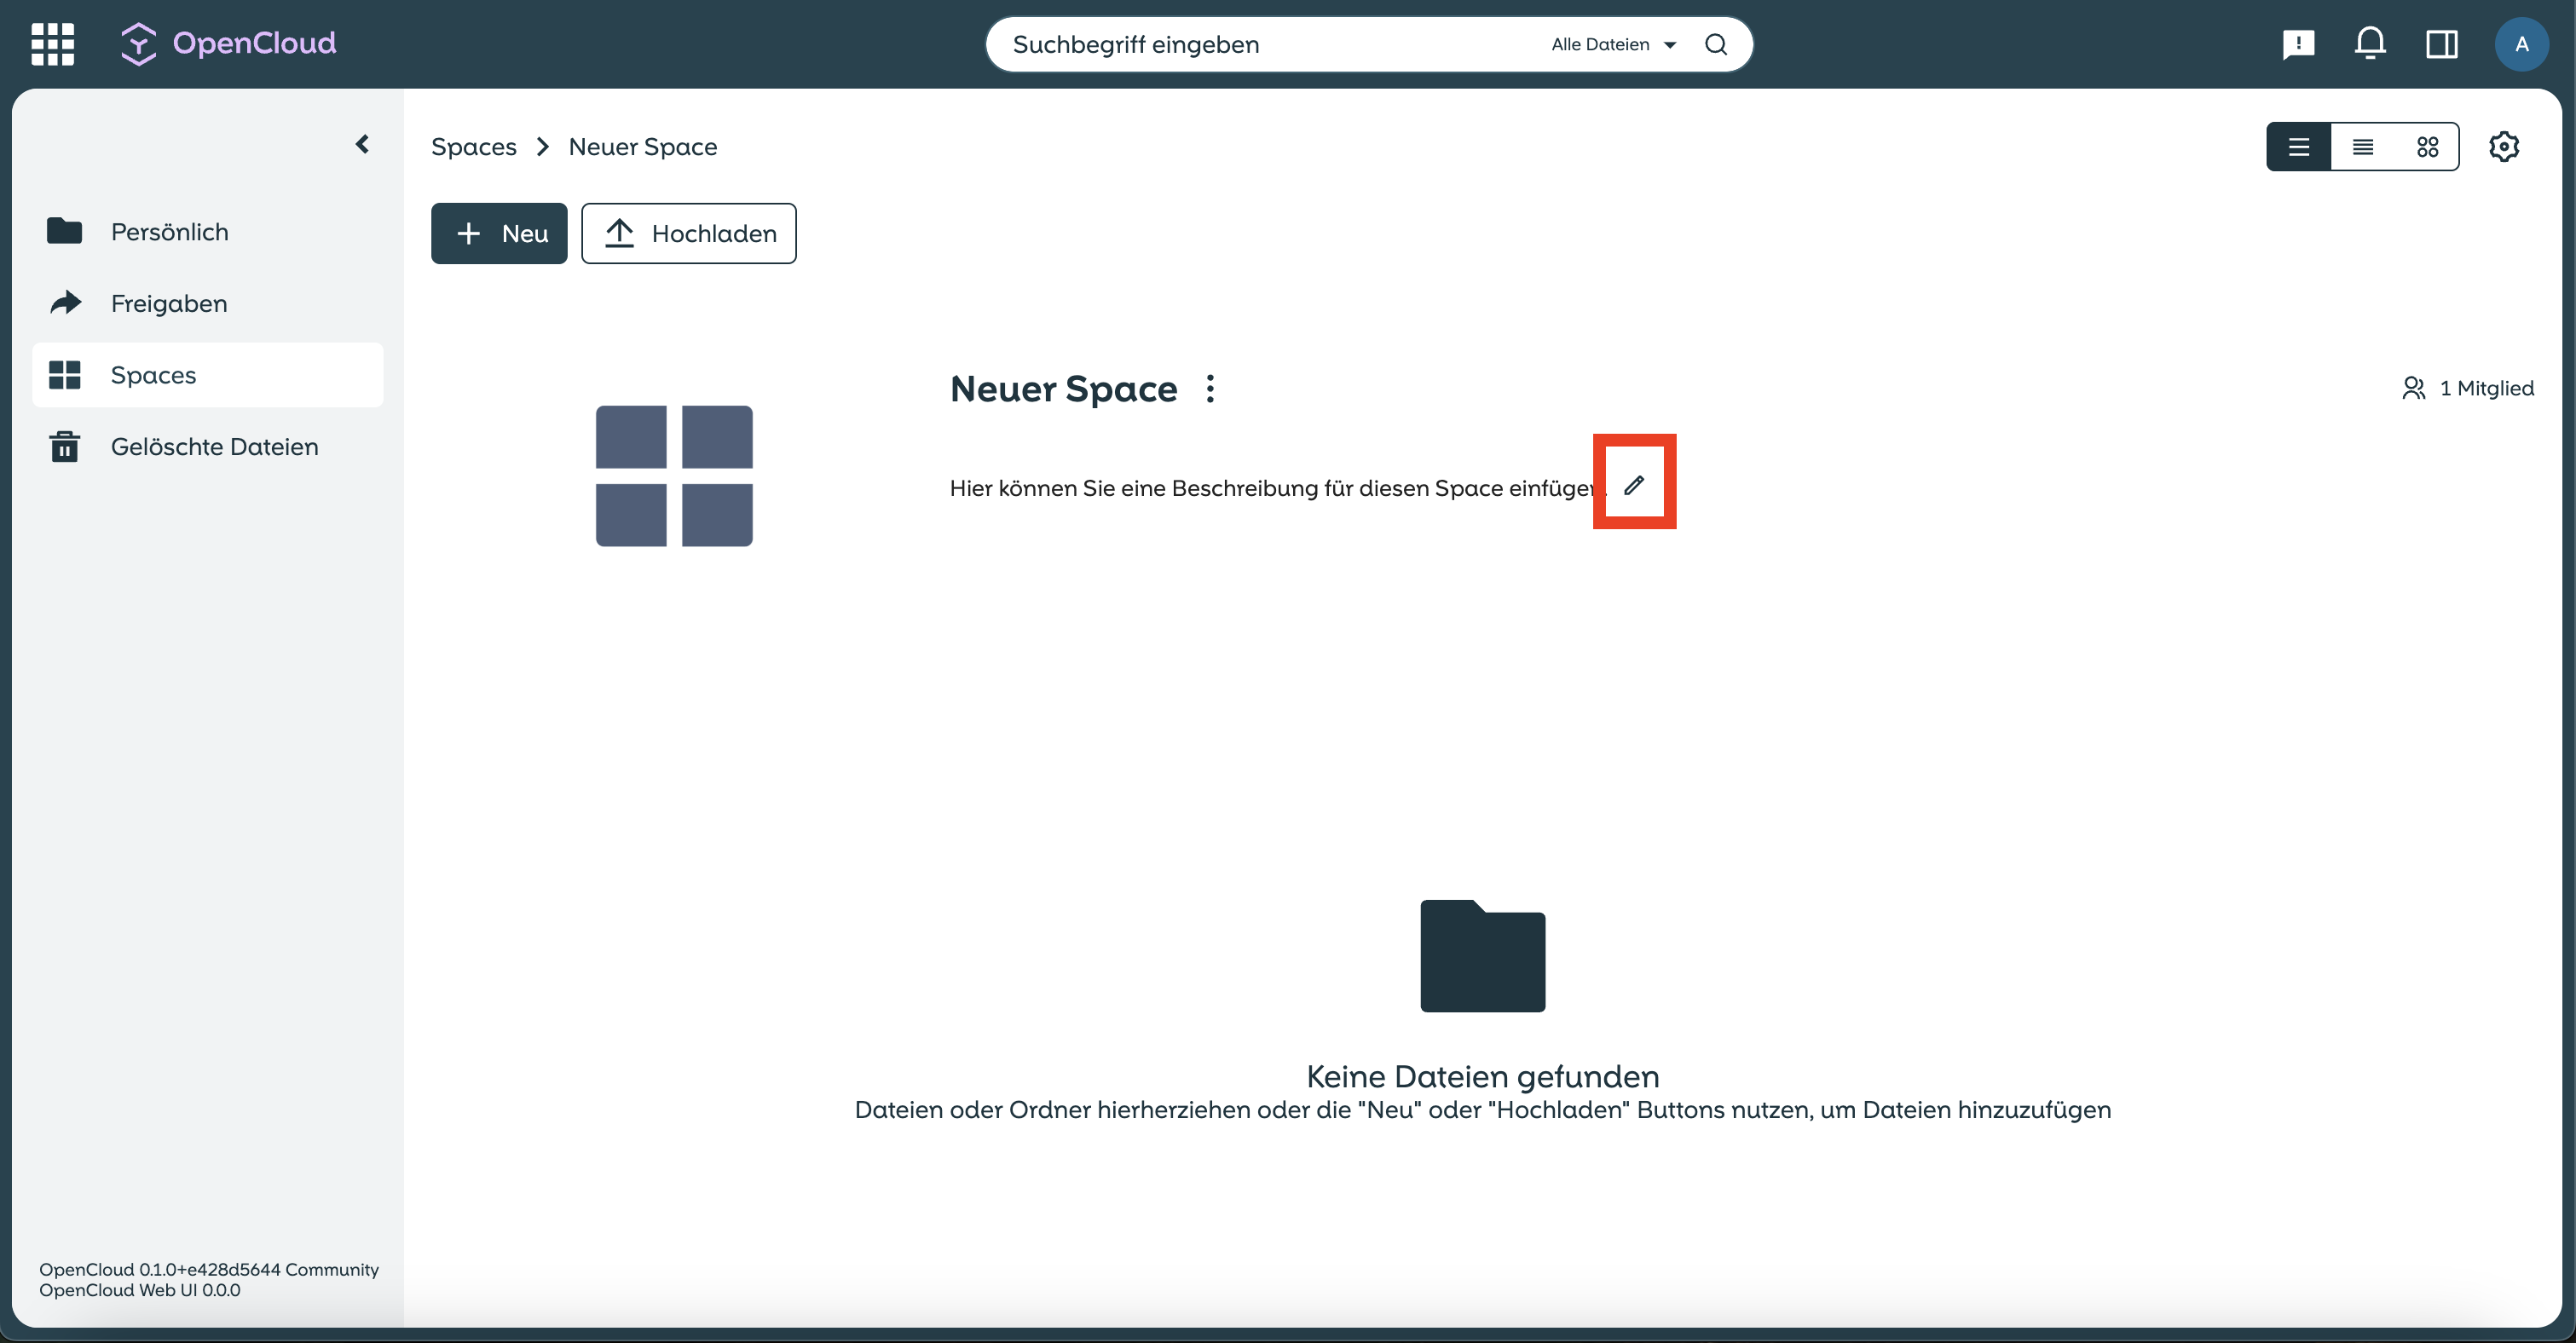 OpenCloud
Suchbegriff eingeben
Alle Dateien
A
Spaces > Neuer Space
Persönlich
Freigaben
Spaces
Gelöschte Dateien
+ Neu
Hochladen
Neuer Space
1 Mitglied
Hier können Sie eine Beschreibung für diesen Space einfügen.
Keine Dateien gefunden
Dateien oder Ordner hierherziehen oder die "Neu" oder "Hochladen" Buttons nutzen, um Dateien hinzuzufügen
OpenCloud 0.1.0+e428d5644 Community
OpenCloud Web UI 0.0.0